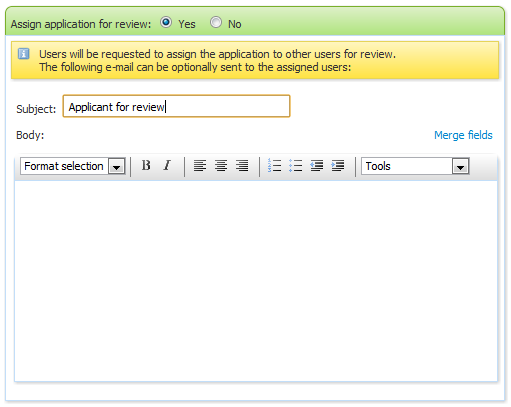 Assign application for review: Yes No
Users will be requested to assign the application to other users for review.
The following e-mail can be optionally sent to the assigned users:
Subject: Applicant for review
Body: Merge fields
Format selection B I Tools